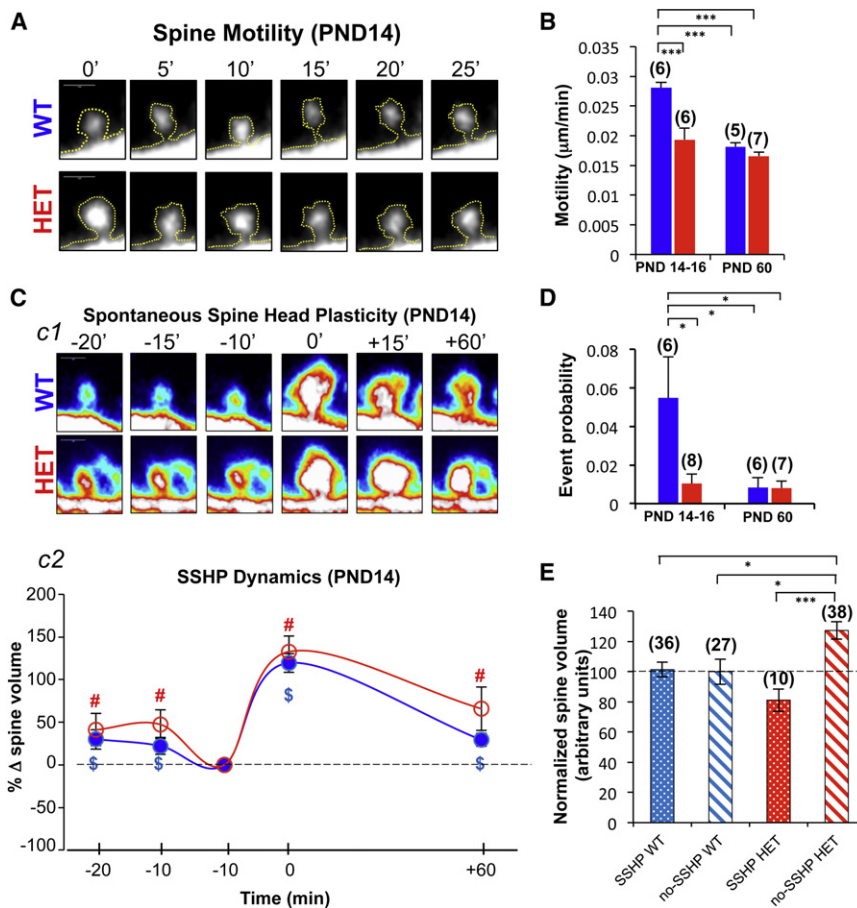 A
Spine Motility (PND14)
0' 5' 10' 15' 20' 25'
WT
HET
B
Motility (µm/min)
0.035
0.03
0.025
0.02
0.015
0.01
0.005
0
***
***
***
(6)
(6)
(5)
(7)
PND 14-16 PND 60
C
c1
Spontaneous Spine Head Plasticity (PND14)
-20' -15' -10' 0' +15' +60'
WT
HET
D
Event probability
0.08
0.06
0.04
0.02
0
*
*
*
(6)
(8)
(6)
(7)
PND 14-16 PND 60
c2
SSHP Dynamics (PND14)
% Δ spine volume
200
150
100
50
0
-50
-100
# # # #
$ $ $ $
-20 -10 -10 0 +60
Time (min)
E
Normalized spine volume
(arbitrary units)
140
120
100
80
60
40
20
0
*
*
***
(36)
(27)
(10)
(38)
SSHP WT
no-SSHP WT
SSHP HET
no-SSHP HET